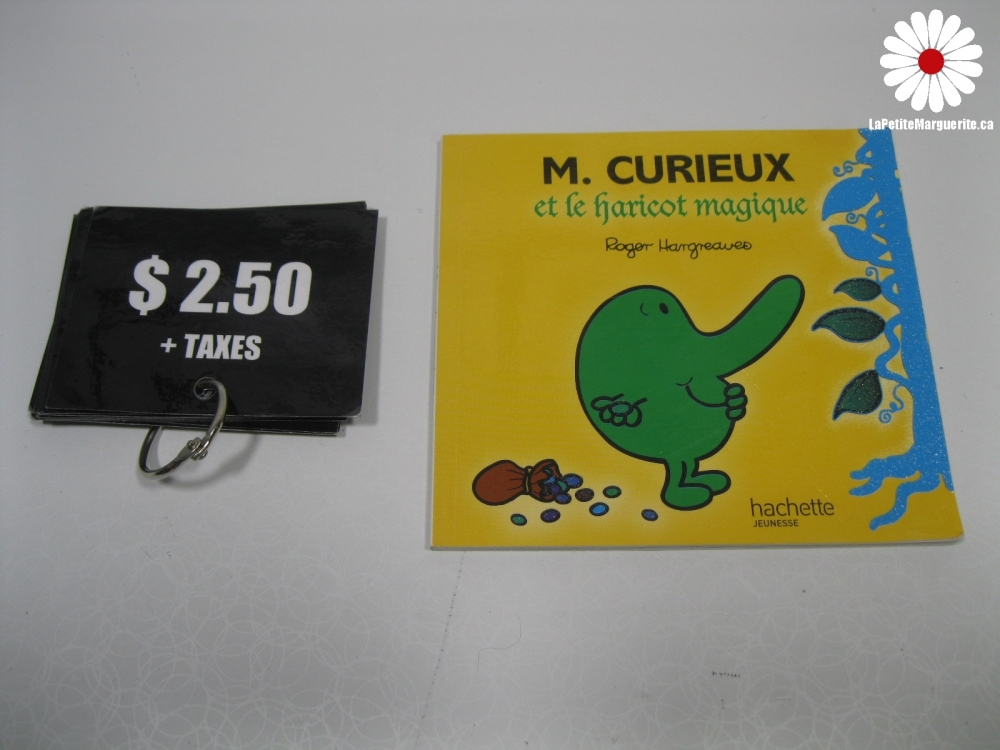 LaPetiteMarguerite.ca
$ 2.50
+ TAXES
M. CURIEUX
et le haricot magique
Roger Hargreaves
hachette
JEUNESSE